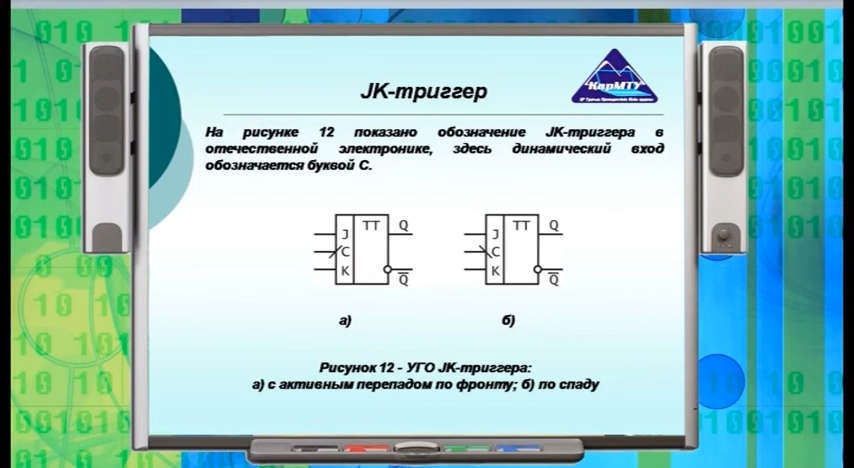 JK-триггер
"КарМТУ"
На рисунке 12 показано обозначение JK-триггера в
отечественной электронике, здесь динамический вход
обозначается буквой С.
J TT Q
C
K Q
J TT Q
C
K Q
а) б)
Рисунок 12 - УГО JK-триггера:
а) с активным перепадом по фронту; б) по спаду